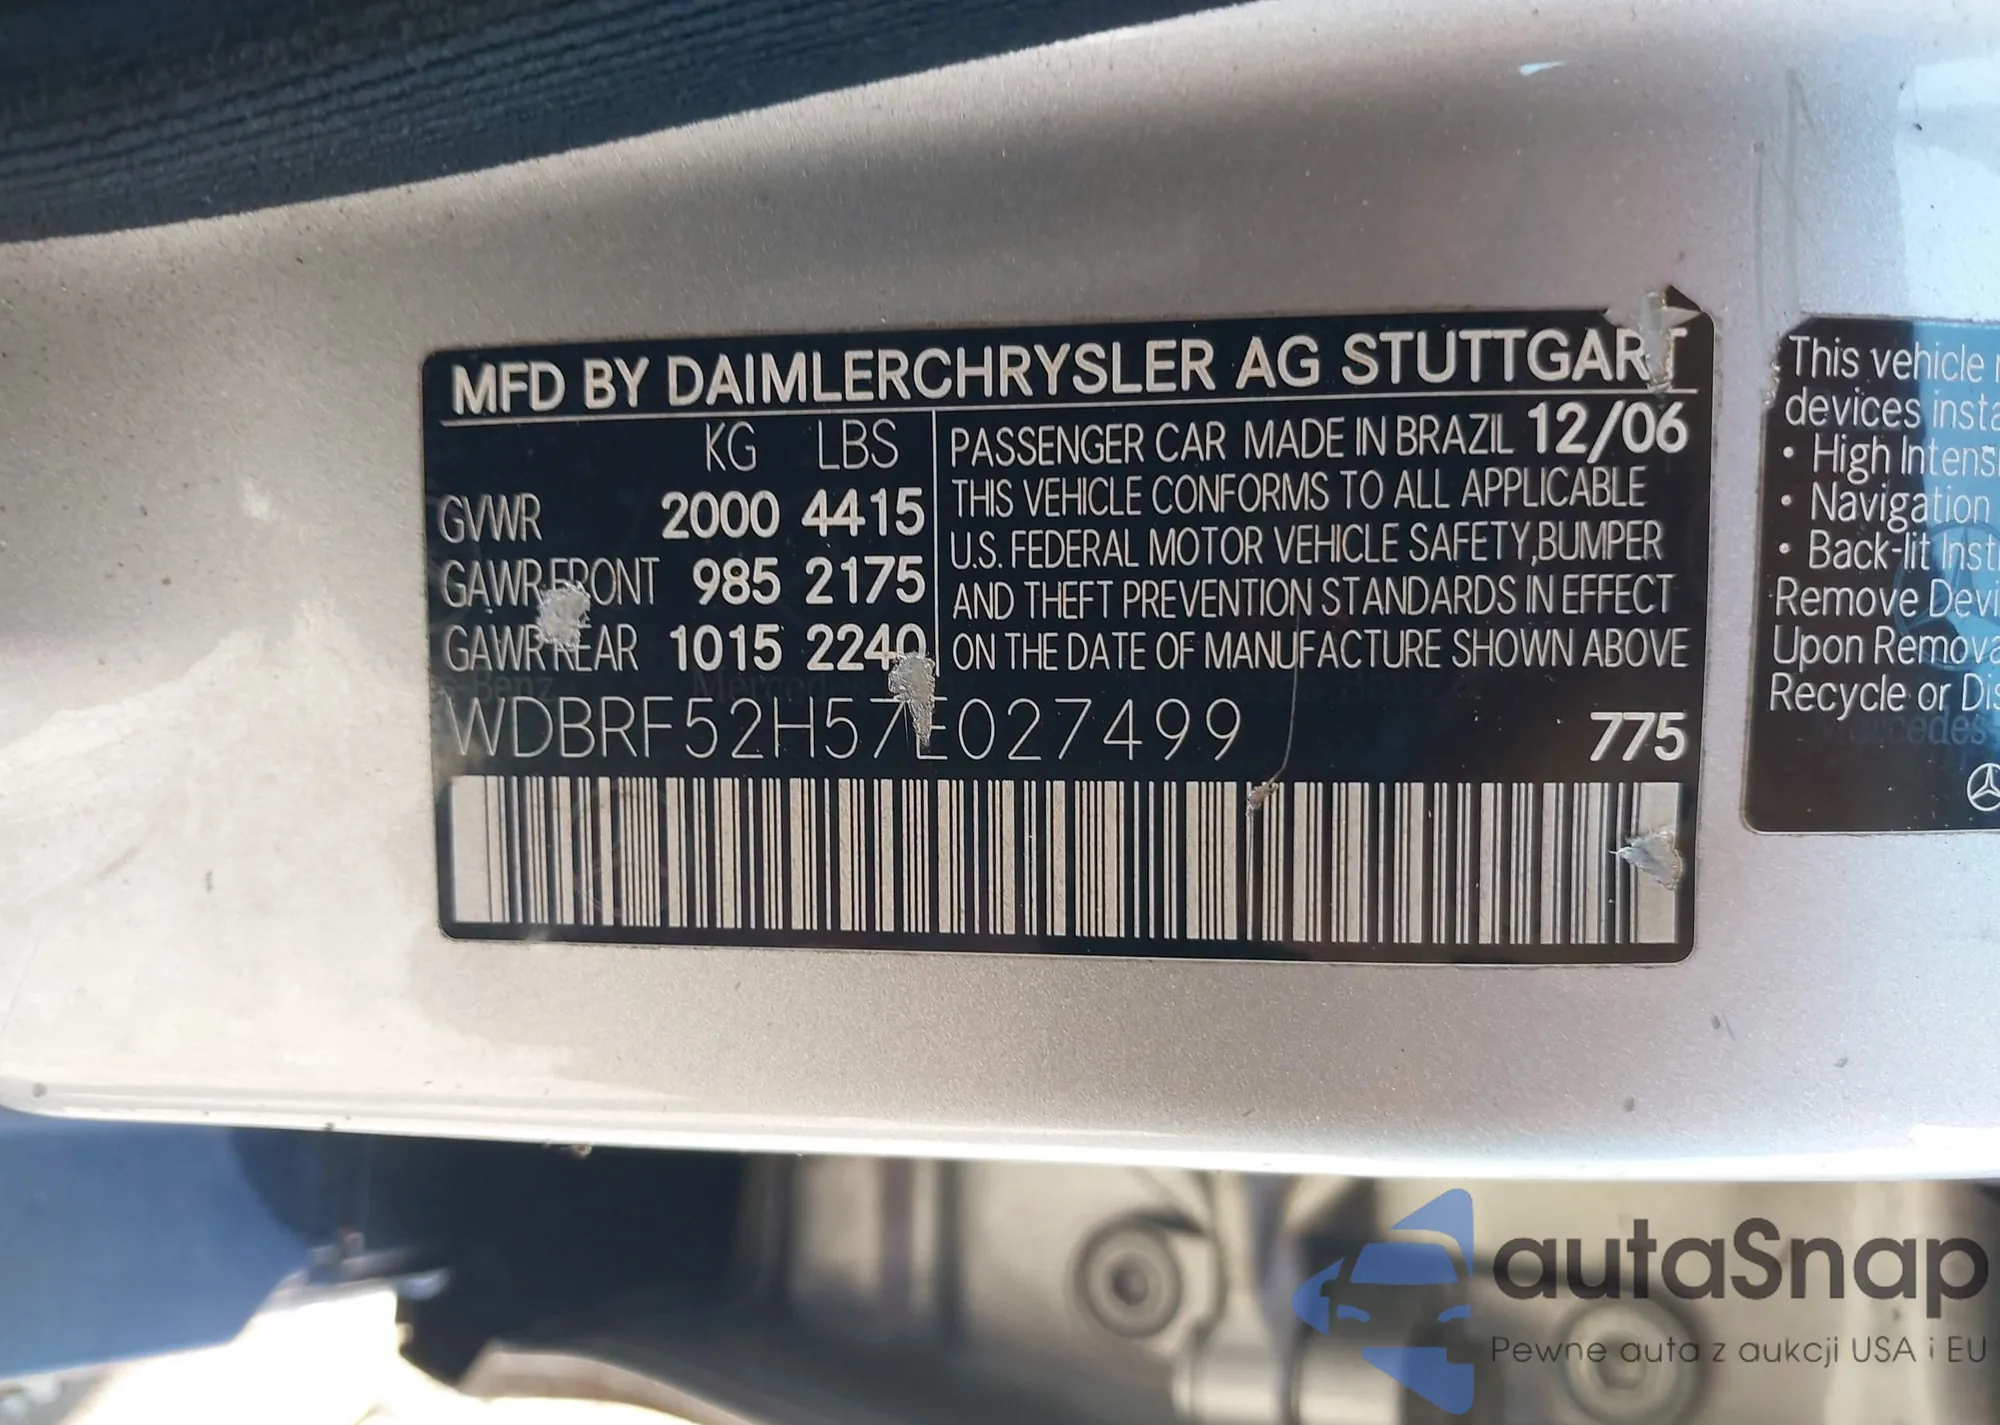 MFD BY DAIMLERCHRYSLER AG STUTTGART
KG LBS
GVWR 2000 4415
GAWR FRONT 985 2175
GAWR REAR 1015 2240
PASSENGER CAR MADE IN BRAZIL 12/06
THIS VEHICLE CONFORMS TO ALL APPLICABLE
U.S. FEDERAL MOTOR VEHICLE SAFETY,BUMPER
AND THEFT PREVENTION STANDARDS IN EFFECT
ON THE DATE OF MANUFACTURE SHOWN ABOVE
WDBRF52H57E027499
775
This vehicle
devices insta
• High Intensi
• Navigation
• Back-lit Inst
Remove Devi
Upon Remova
Recycle or Dis
autaSnap
Pewne auta z aukcji USA i EU